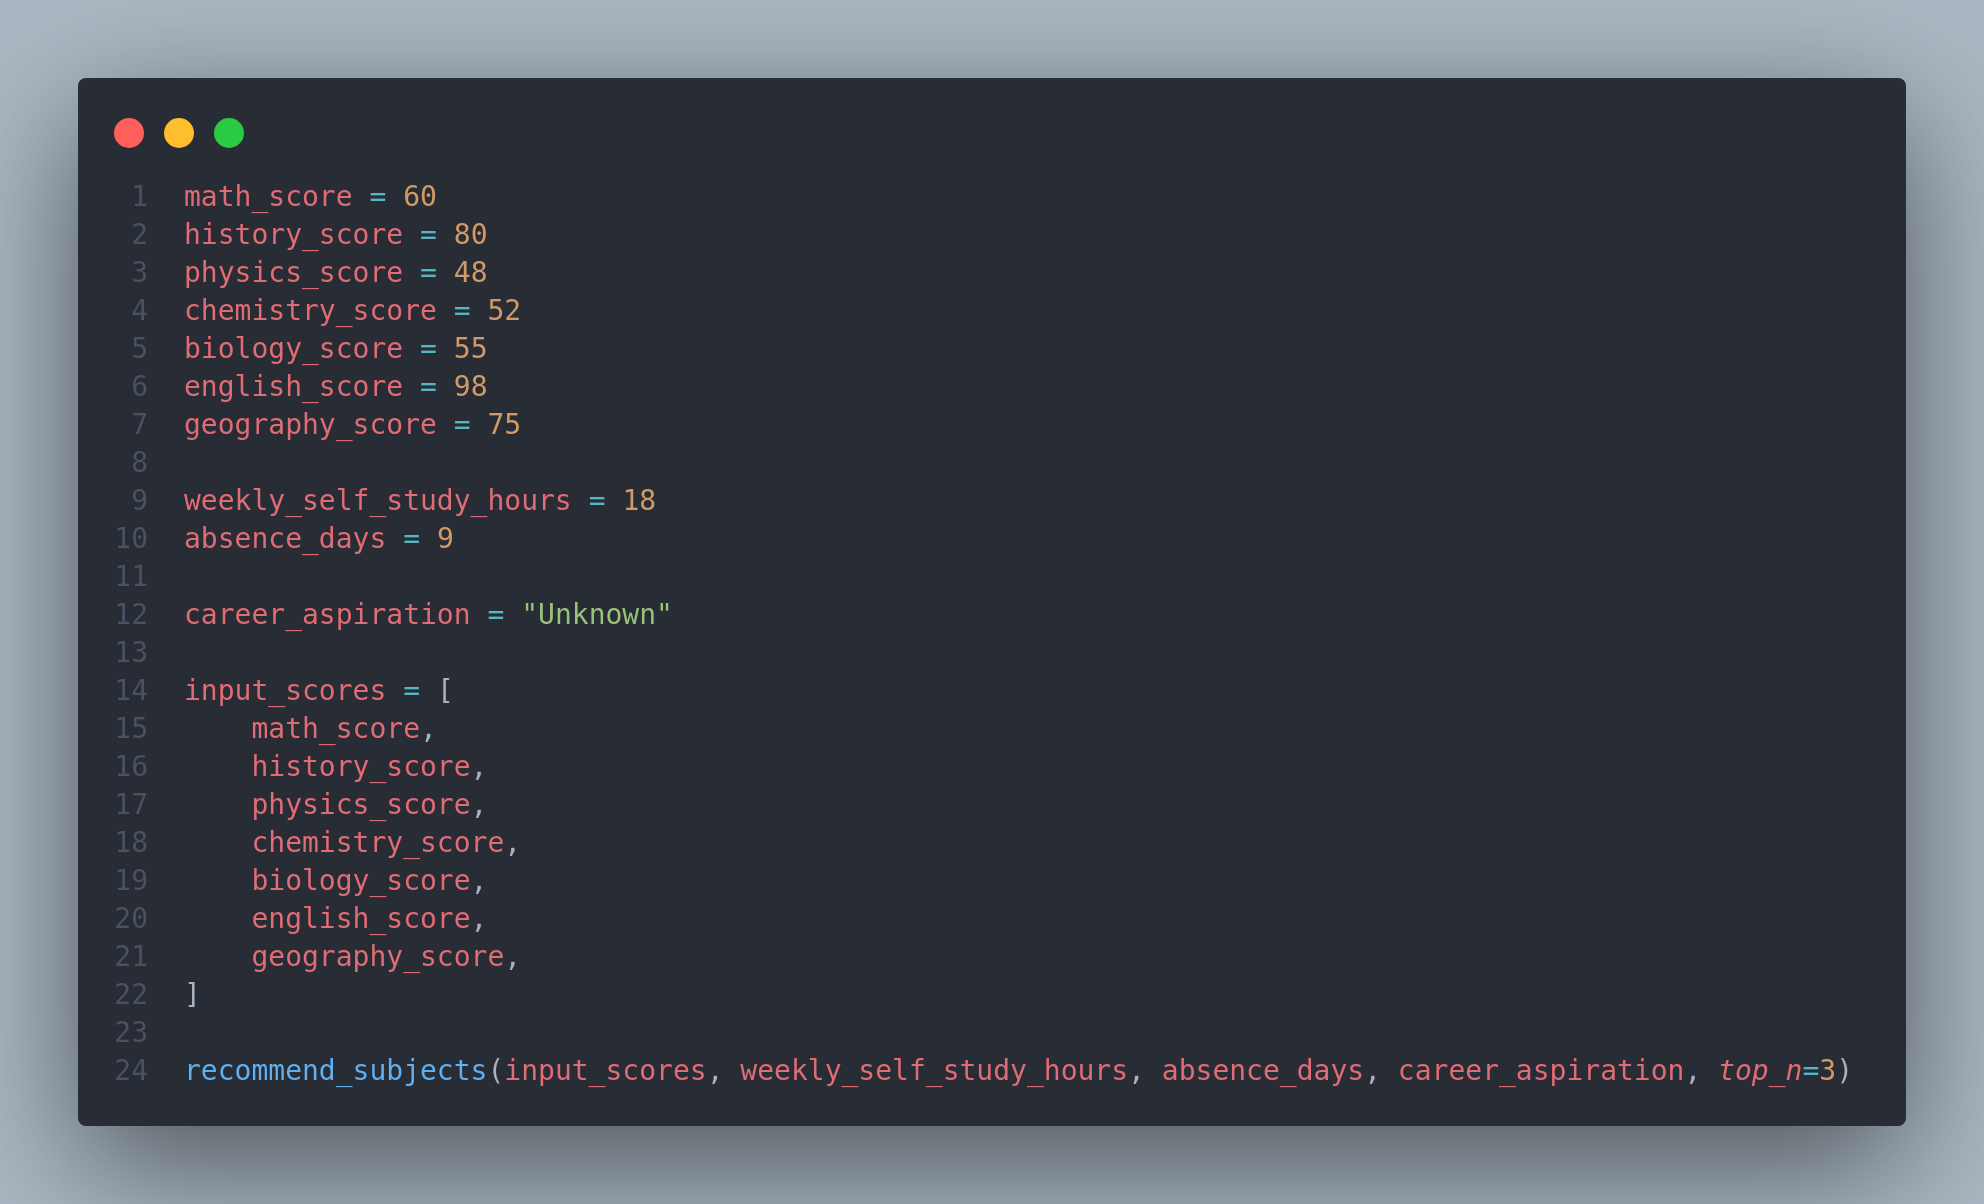 1 math_score = 60
2 history_score = 80
3 physics_score = 48
4 chemistry_score = 52
5 biology_score = 55
6 english_score = 98
7 geography_score = 75
8
9 weekly_self_study_hours = 18
10 absence_days = 9
11
12 career_aspiration = "Unknown"
13
14 input_scores = [
15     math_score,
16     history_score,
17     physics_score,
18     chemistry_score,
19     biology_score,
20     english_score,
21     geography_score,
22 ]
23
24 recommend_subjects(input_scores, weekly_self_study_hours, absence_days, career_aspiration, top_n=3)